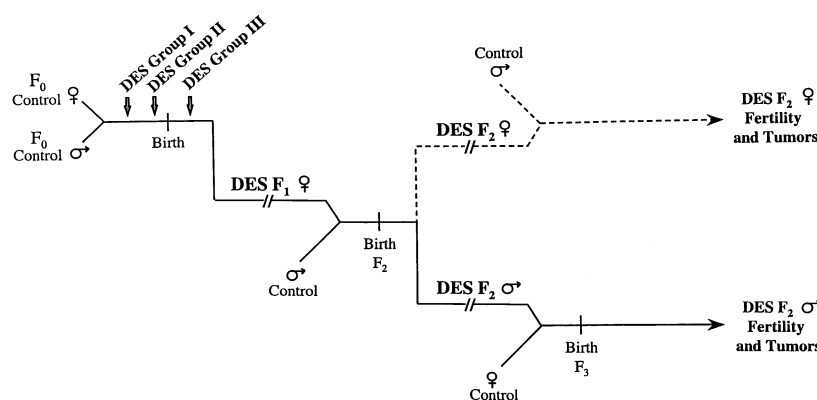 DES Group I
DES Group II
DES Group III
F0
Control ♀
F0
Control ♂
Birth
DES F1 ♀
Control
Birth
F2
♂
Control
DES F2 ♀
DES F2 ♀
Fertility
and Tumors
DES F2 ♂
Birth
F3
♀
Control
DES F2 ♂
Fertility
and Tumors